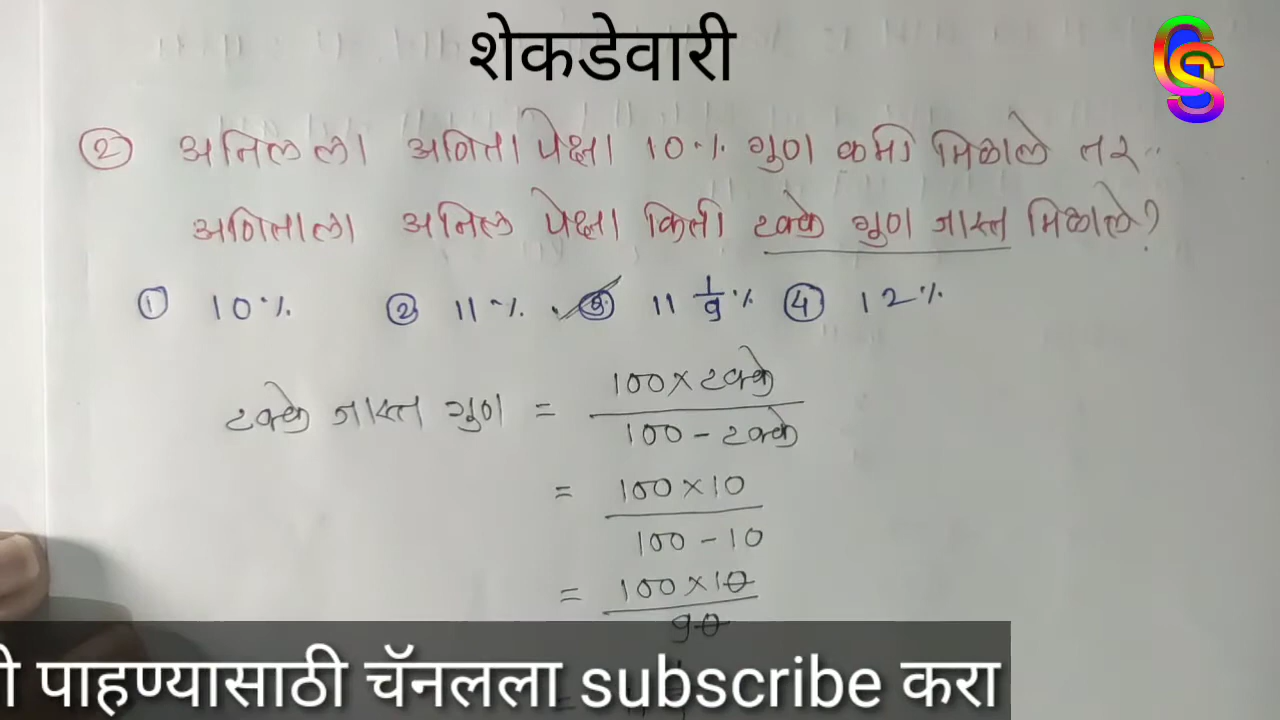 शेकडेवारी
② अनिलला अनिता पेक्षा 10% गुण कमी मिळाले तर
अनिताला अनिल पेक्षा किती टक्के गुण जास्त मिळाले?
① 10% ② 11% ③ 11 1/9 % ④ 12%
टक्के जास्त गुण = 100 × टक्के / 100 - टक्के
= 100 × 10 / 100 - 10
= 100 × 10 / 90
पाहण्यासाठी चॅनलला subscribe करा